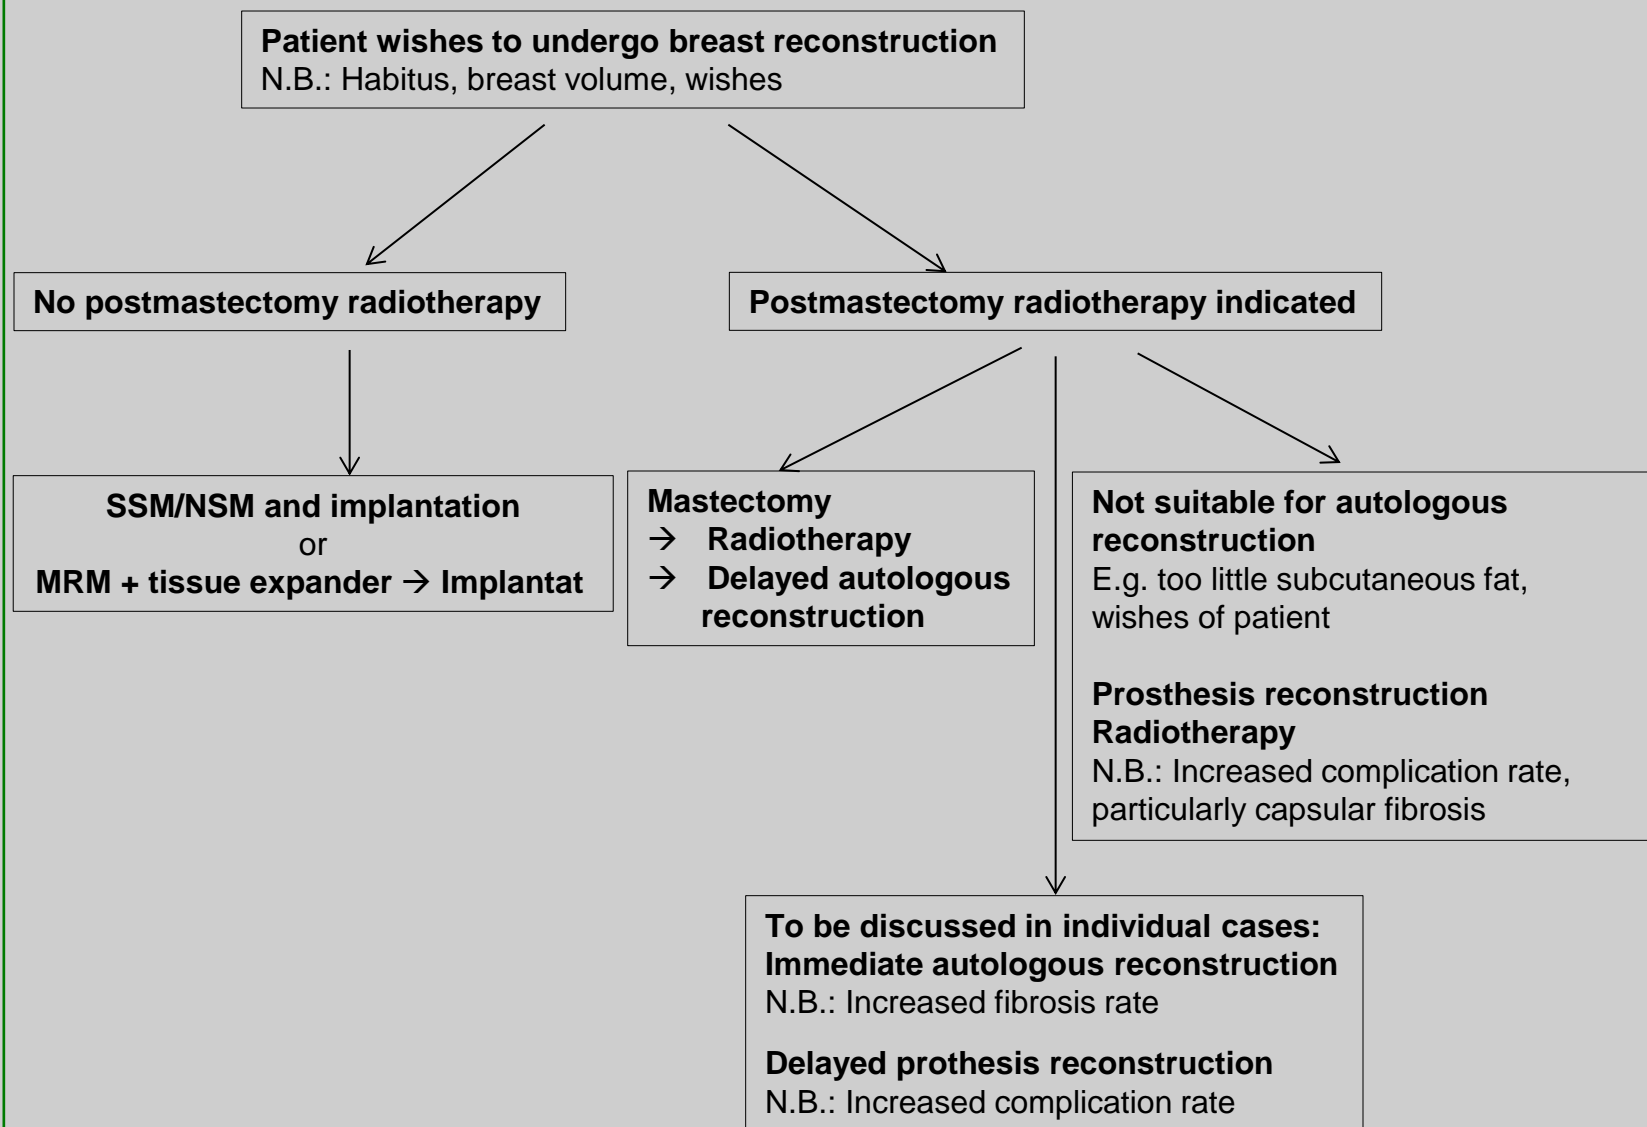 Patient wishes to undergo breast reconstruction
N.B.: Habitus, breast volume, wishes
No postmastectomy radiotherapy
Postmastectomy radiotherapy indicated
SSM/NSM and implantation
or
MRM + tissue expander → Implantat
Mastectomy
→ Radiotherapy
→ Delayed autologous
reconstruction
Not suitable for autologous
reconstruction
E.g. too little subcutaneous fat,
wishes of patient
Prosthesis reconstruction
Radiotherapy
N.B.: Increased complication rate,
particularly capsular fibrosis
To be discussed in individual cases:
Immediate autologous reconstruction
N.B.: Increased fibrosis rate
Delayed prothesis reconstruction
N.B.: Increased complication rate